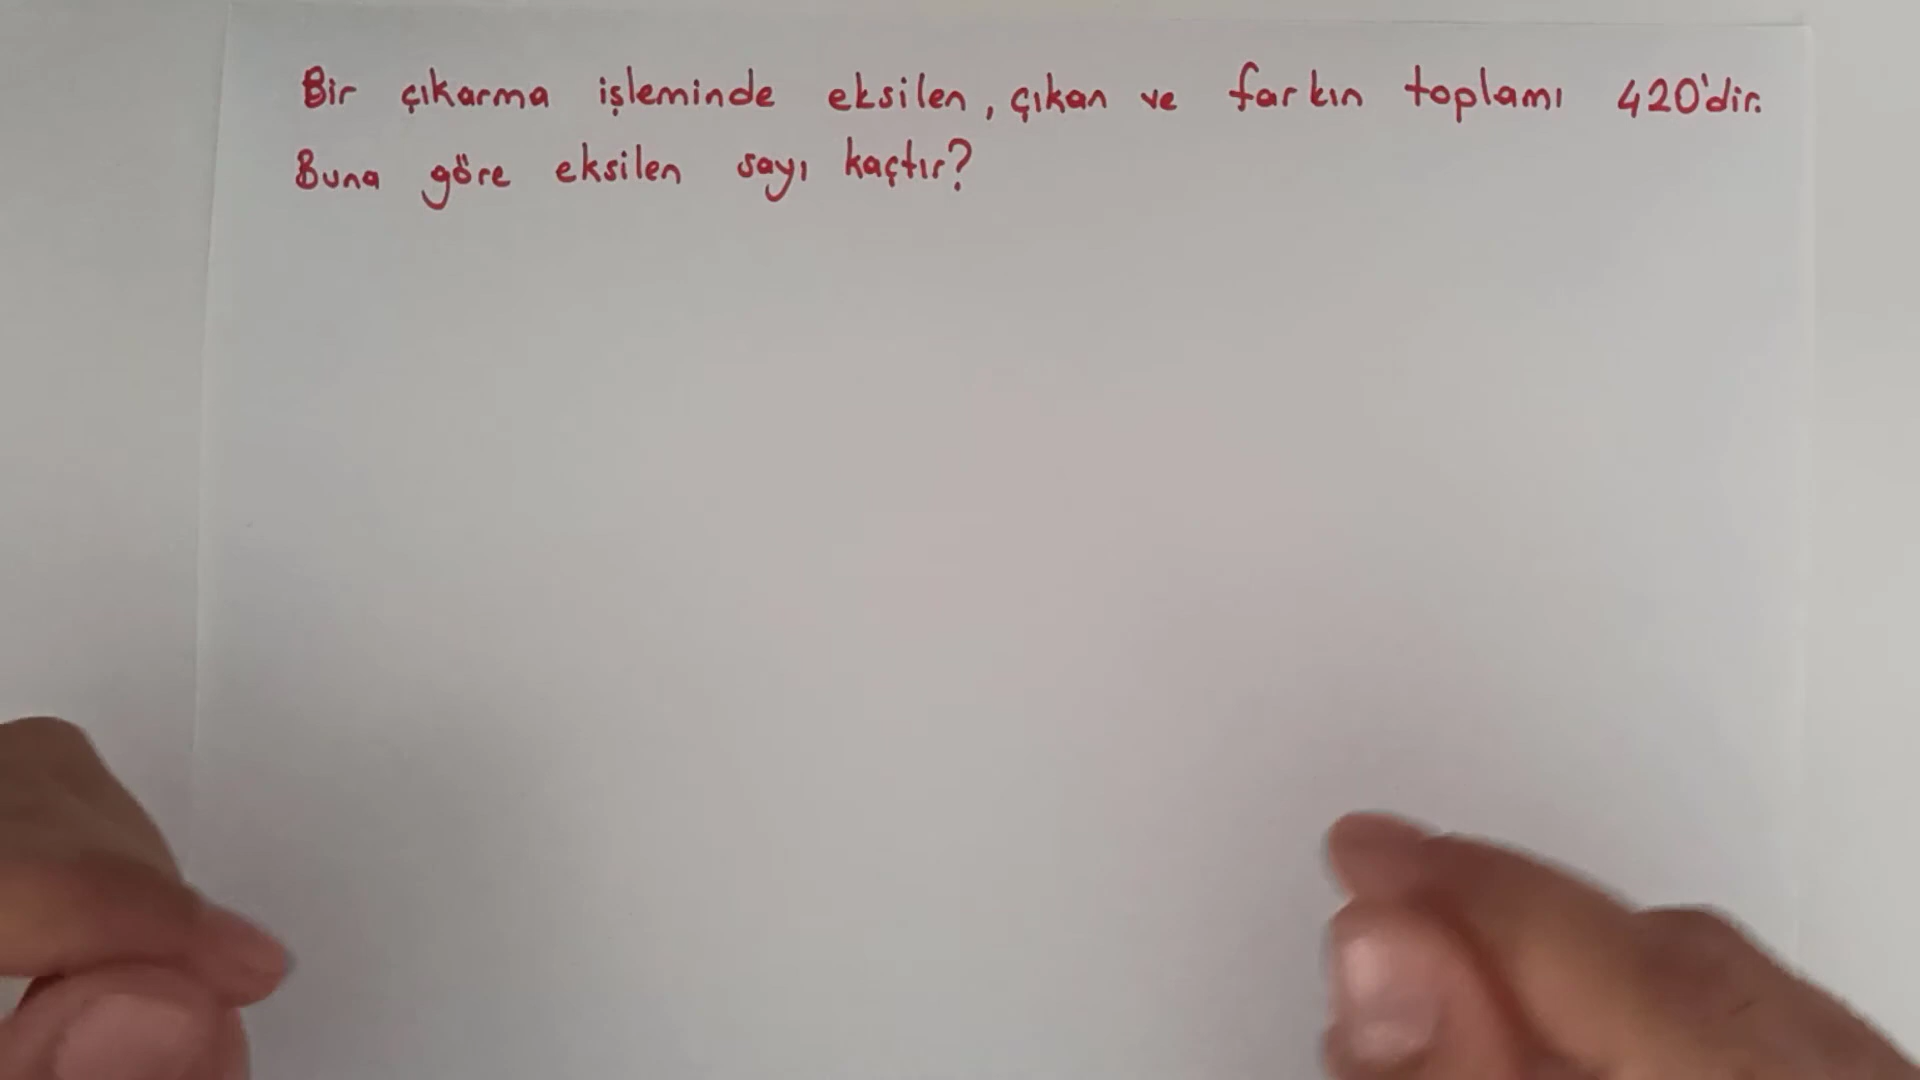 Bir çıkarma işleminde eksilen, çıkan ve farkın toplamı 420'dir.
Buna göre eksilen sayı kaçtır?